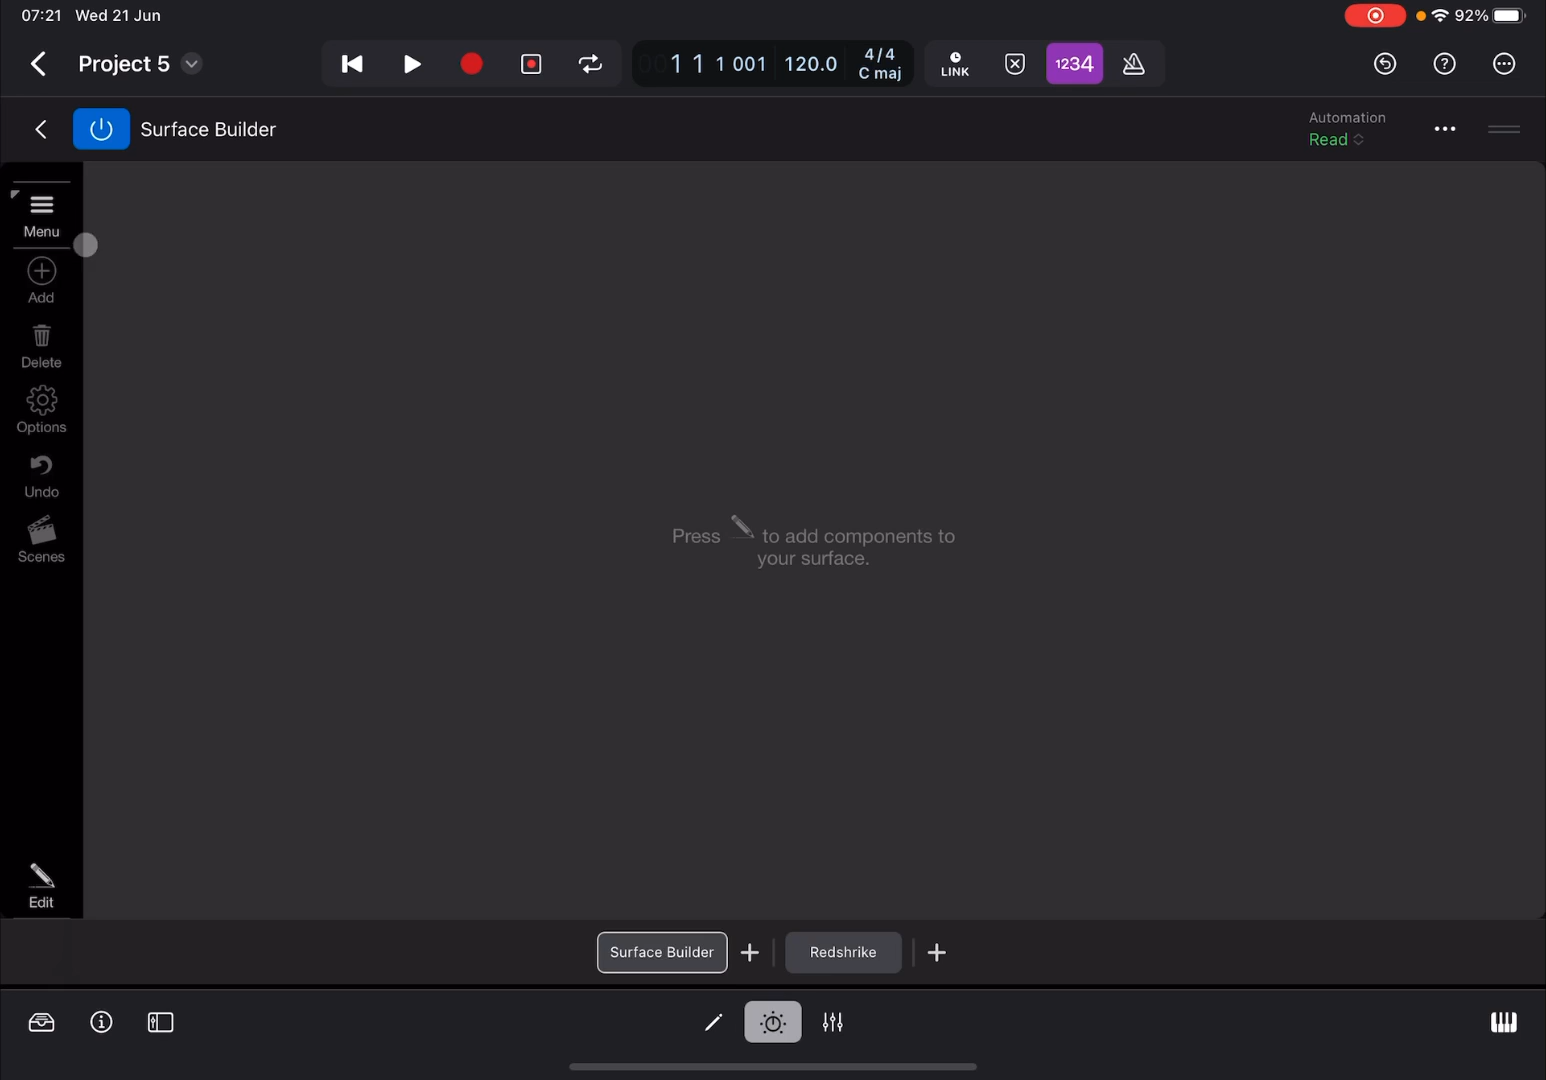 07:21 Wed 21 Jun
92%
Project 5
001 1 1 001
120.0
4/4
C maj
LINK
1234
Surface Builder
Automation
Read
Menu
Add
Delete
Options
Undo
Scenes
Edit
Press to add components to
your surface.
Surface Builder
Redshrike